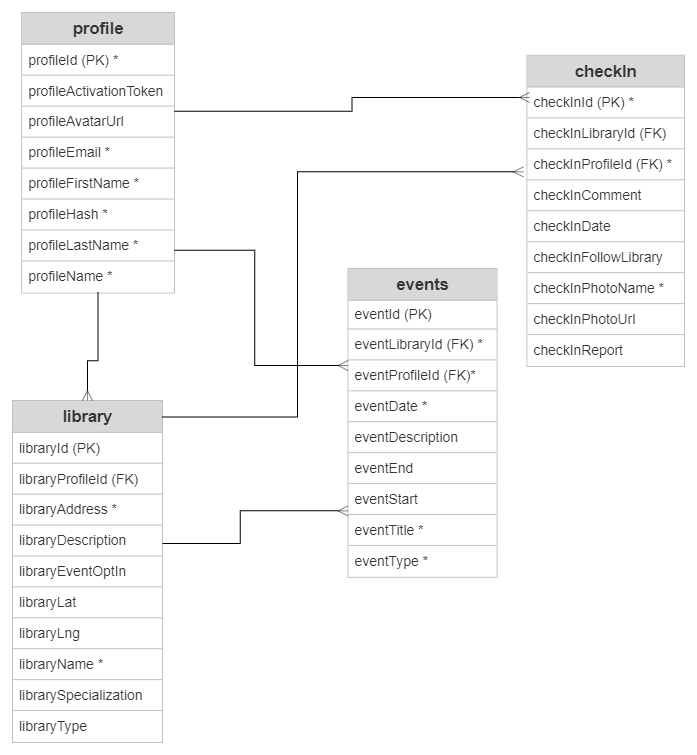 profile
profileId (PK) *
profileActivationToken
profileAvatarUrl
profileEmail *
profileFirstName *
profileHash *
profileLastName *
profileName *
checkIn
checkInId (PK) *
checkInLibraryId (FK)
checkInProfileId (FK) *
checkInComment
checkInDate
checkInFollowLibrary
checkInPhotoName *
checkInPhotoUrl
checkInReport
events
eventId (PK)
eventLibraryId (FK) *
eventProfileId (FK)*
eventDate *
eventDescription
eventEnd
eventStart
eventTitle *
eventType *
library
libraryId (PK)
libraryProfileId (FK)
libraryAddress *
libraryDescription
libraryEventOptIn
libraryLat
libraryLng
libraryName *
librarySpecialization
libraryType